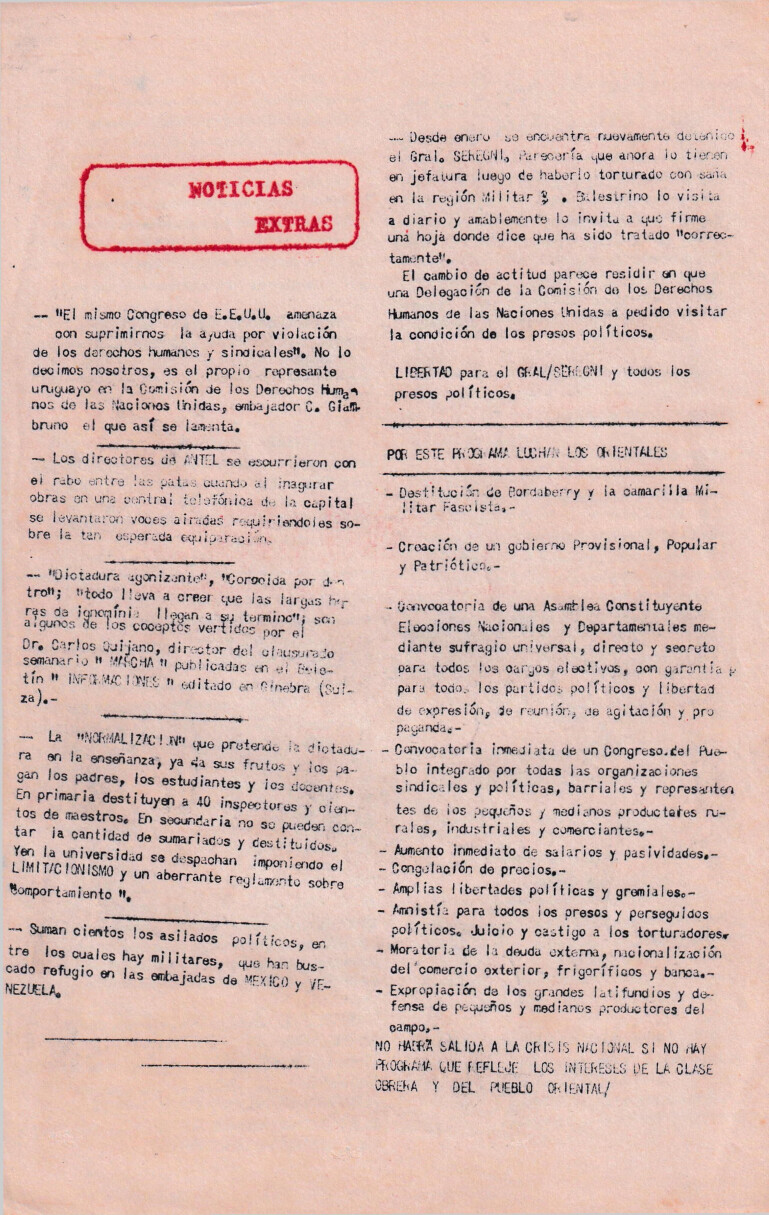 NOTICIAS
EXTRAS
-- "El mismo Congreso de E.E.U.U. amenaza
con suprimirnos la ayuda por violación
de los derechos humanos y sindicales". No lo
decimos nosotros, es el propio represante
uruguayo en la Comisión de los Derechos Huma-
nos de las Naciones Unidas, embajador C. Giam-
bruno el que así se lamenta.
-- Los directores de ANTEL se escurrieron con
el rabo entre las patas cuando al inagurar
obras en una central telefónica de la capital
se levantaron voces airadas requiriendoles so-
bre la tan esperada equiparación.
-- "Dictadura agonizante", "Corroida por den
tro"; "todo lleva a creer que las largas ho
ras de ignominia llegan a su termino"; son
algunos de los coceptos vertidos por el
Dr. Carlos Quijano, director del clausurado
semanario " MARCHA " publicadas en el Bole-
tín " INFORMACIONES " editado en Ginebra (Sui-
za).-
-- La "NORMALIZACION" que pretende la dictadu-
ra en la enseñanza, ya da sus frutos y los pa-
gan los padres, los estudiantes y los docentes.
En primaria destituyen a 40 inspectores y cien-
tos de maestros. En secundaria no se pueden con-
tar la cantidad de sumariados y destituidos.
Yen la universidad se despachan imponiendo el
LIMITACIONISMO y un aberrante reglamento sobre
"omportamiento ".
-- Suman cientos los asilados políticos, en
tre los cuales hay militares, que han bus-
cado refugio en las embajadas de MEXICO y VE-
NEZUELA.
-- Desde enero se encuentra nuevamente detenido
el Gral. SEREGNI. Parecería que ahora lo tienen
en jefatura luego de haberlo torturado con saña
en la región Militar . Balestrino lo visita
a diario y amablemente lo invita a que firme
una hoja donde dice que ha sido tratado "correc-
tamente".
El cambio de actitud parece residir en que
una Delegación de la Comisión de los Derechos
Humanos de las Naciones Unidas a pedido visitar
la condición de los presos políticos.
LIBERTAD para el GRAL/SEREGNI y todos los
presos políticos.
POR ESTE PROGRAMA LUCHAN LOS ORIENTALES
- Destitución de Bordaberry y la camarilla Mi-
litar Fascista.-
- Creación de un gobierno Provisional, Popular
y Patriótico.-
- Convocatoria de una Asamblea Constituyente
Elecciones Nacionales y Departamentales me-
diante sufragio universal, directo y secreto
para todos los cargos electivos, con garantia
para todos los partidos políticos y libertad
de expresión, de reunión, de agitación y pro
paganda.-
- Convocatoria inmediata de un Congreso.del Pue-
blo integrado por todas las organizaciones
sindicales y políticas, barriales y representen
tes de los pequeños y medianos productores ru-
rales, industriales y comerciantes.-
- Aumento inmediato de salarios y pasividades.-
- Congelación de precios.-
- Amplias libertades políticas y gremiales.-
- Amnistía para todos los presos y perseguidos
políticos. Juicio y castigo a los torturadores.
- Moratoria de la deuda externa, nacionalización
del comercio exterior, frigoríficos y banca.-
- Expropiación de los grandes latifundios y de-
fensa de pequeños y medianos productores del
campo.-
NO HABRÁ SALIDA A LA CRISIS NACIONAL SI NO HAY
PROGRAMA QUE REFLEJE LOS INTERESES DE LA CLASE
OBRERA Y DEL PUEBLO ORIENTAL/